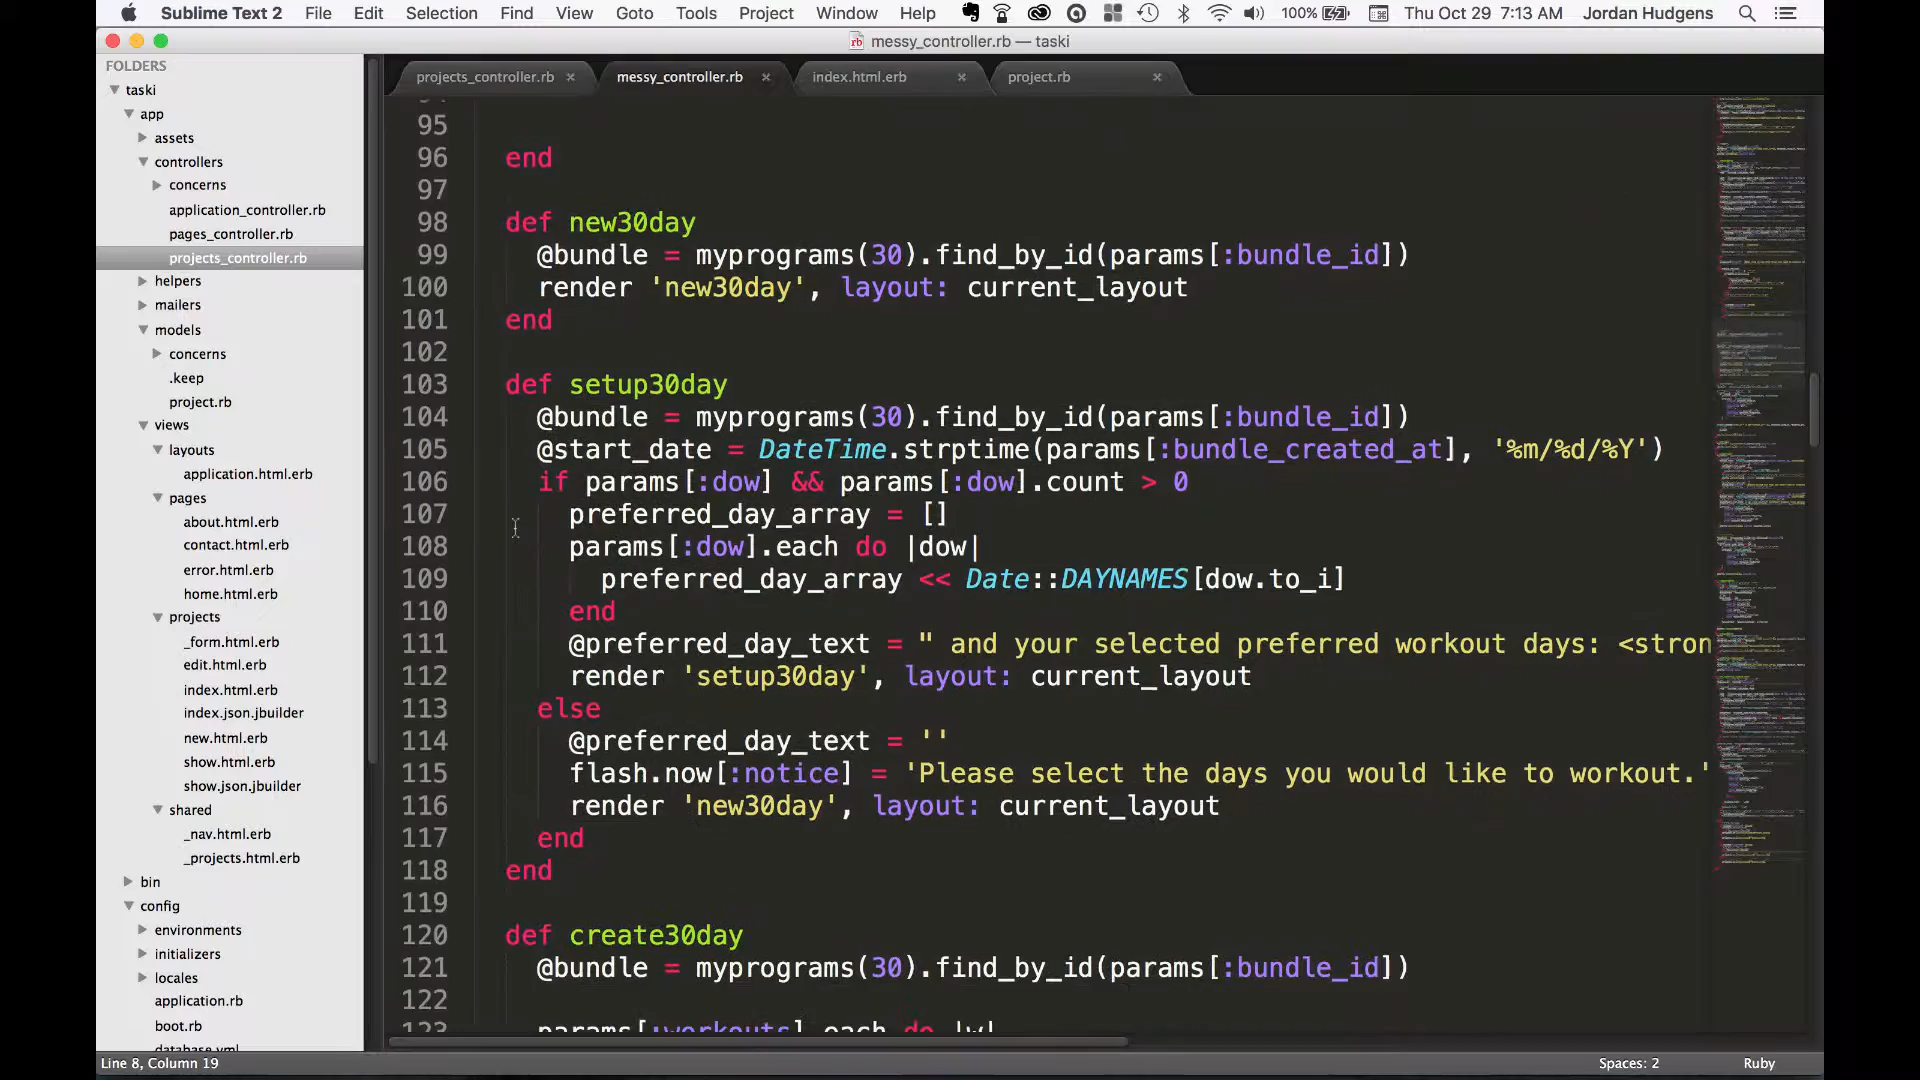 Sublime Text 2 File Edit Selection Find View Goto Tools Project Window Help 100% Thu Oct 29 7:13 AM Jordan Hudgens
messy_controller.rb — taski
FOLDERS
taski
app
assets
controllers
concerns
application_controller.rb
pages_controller.rb
projects_controller.rb
helpers
mailers
models
concerns
.keep
project.rb
views
layouts
application.html.erb
pages
about.html.erb
contact.html.erb
error.html.erb
home.html.erb
projects
_form.html.erb
edit.html.erb
index.html.erb
index.json.jbuilder
new.html.erb
show.html.erb
show.json.jbuilder
shared
_nav.html.erb
_projects.html.erb
bin
config
environments
initializers
locales
application.rb
boot.rb
database.yml
projects_controller.rb × messy_controller.rb × index.html.erb × project.rb ×
95
96 end
97
98 def new30day
99 @bundle = myprograms(30).find_by_id(params[:bundle_id])
100 render 'new30day', layout: current_layout
101 end
102
103 def setup30day
104 @bundle = myprograms(30).find_by_id(params[:bundle_id])
105 @start_date = DateTime.strptime(params[:bundle_created_at], '%m/%d/%Y')
106 if params[:dow] && params[:dow].count > 0
107 preferred_day_array = []
108 params[:dow].each do |dow|
109 preferred_day_array << Date::DAYNAMES[dow.to_i]
110 end
111 @preferred_day_text = " and your selected preferred workout days: <stron
112 render 'setup30day', layout: current_layout
113 else
114 @preferred_day_text = ''
115 flash.now[:notice] = 'Please select the days you would like to workout.'
116 render 'new30day', layout: current_layout
117 end
118 end
119
120 def create30day
121 @bundle = myprograms(30).find_by_id(params[:bundle_id])
122
123 params[:workouts].each do |w|
Line 8, Column 19 Spaces: 2 Ruby